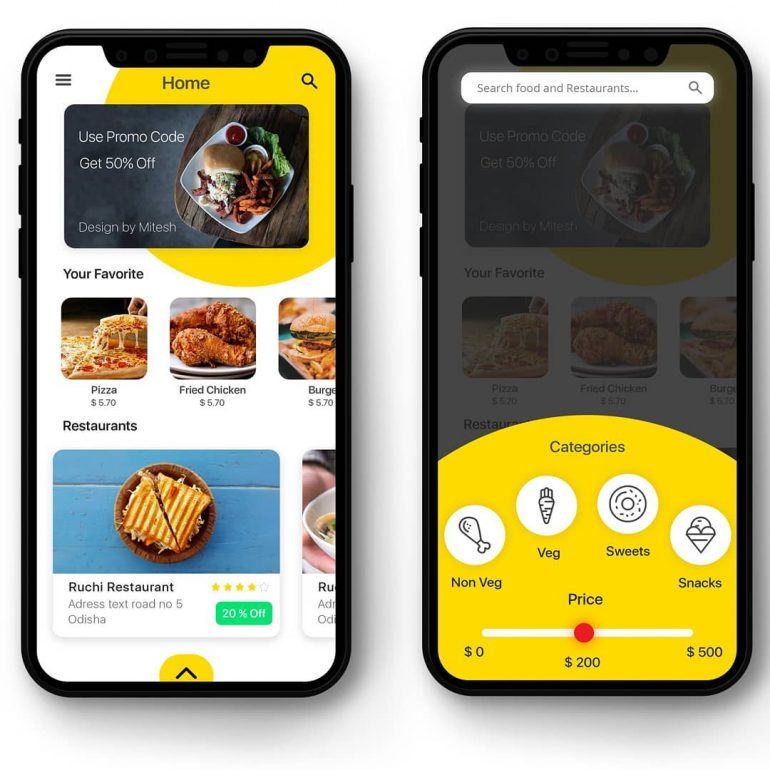 Home
Use Promo Code
Get 50% Off
Design by Mitesh
Your Favorite
Pizza
$ 5.70
Fried Chicken
$ 5.70
Burge
$ 5.70
Restaurants
Ruchi Restaurant
Adress text road no 5
Odisha
20 % Off
Ru
Adr
Odi
Search food and Restaurants...
Use Promo Code
Get 50% Off
Design by Mitesh
Your Favorite
Pizza
$ 5.70
Fried Chicken
$ 5.70
Burge
$ 5.70
Restaurants
Categories
Non Veg
Veg
Sweets
Snacks
Price
$ 0
$ 200
$ 500